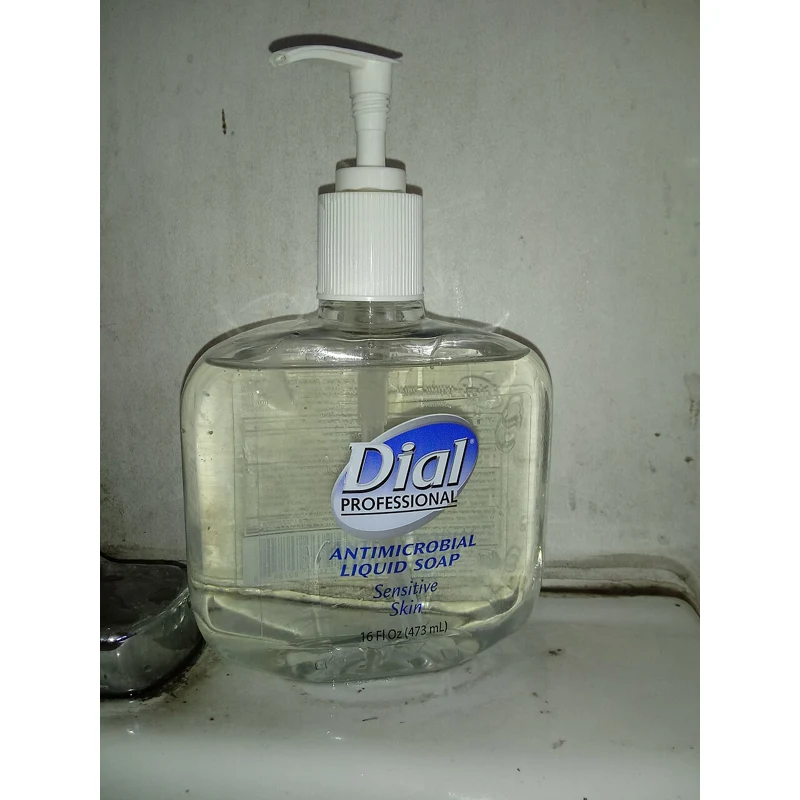 Dial
PROFESSIONAL
ANTIMICROBIAL
LIQUID SOAP
Sensitive
Skin
16 Fl Oz (473 mL)